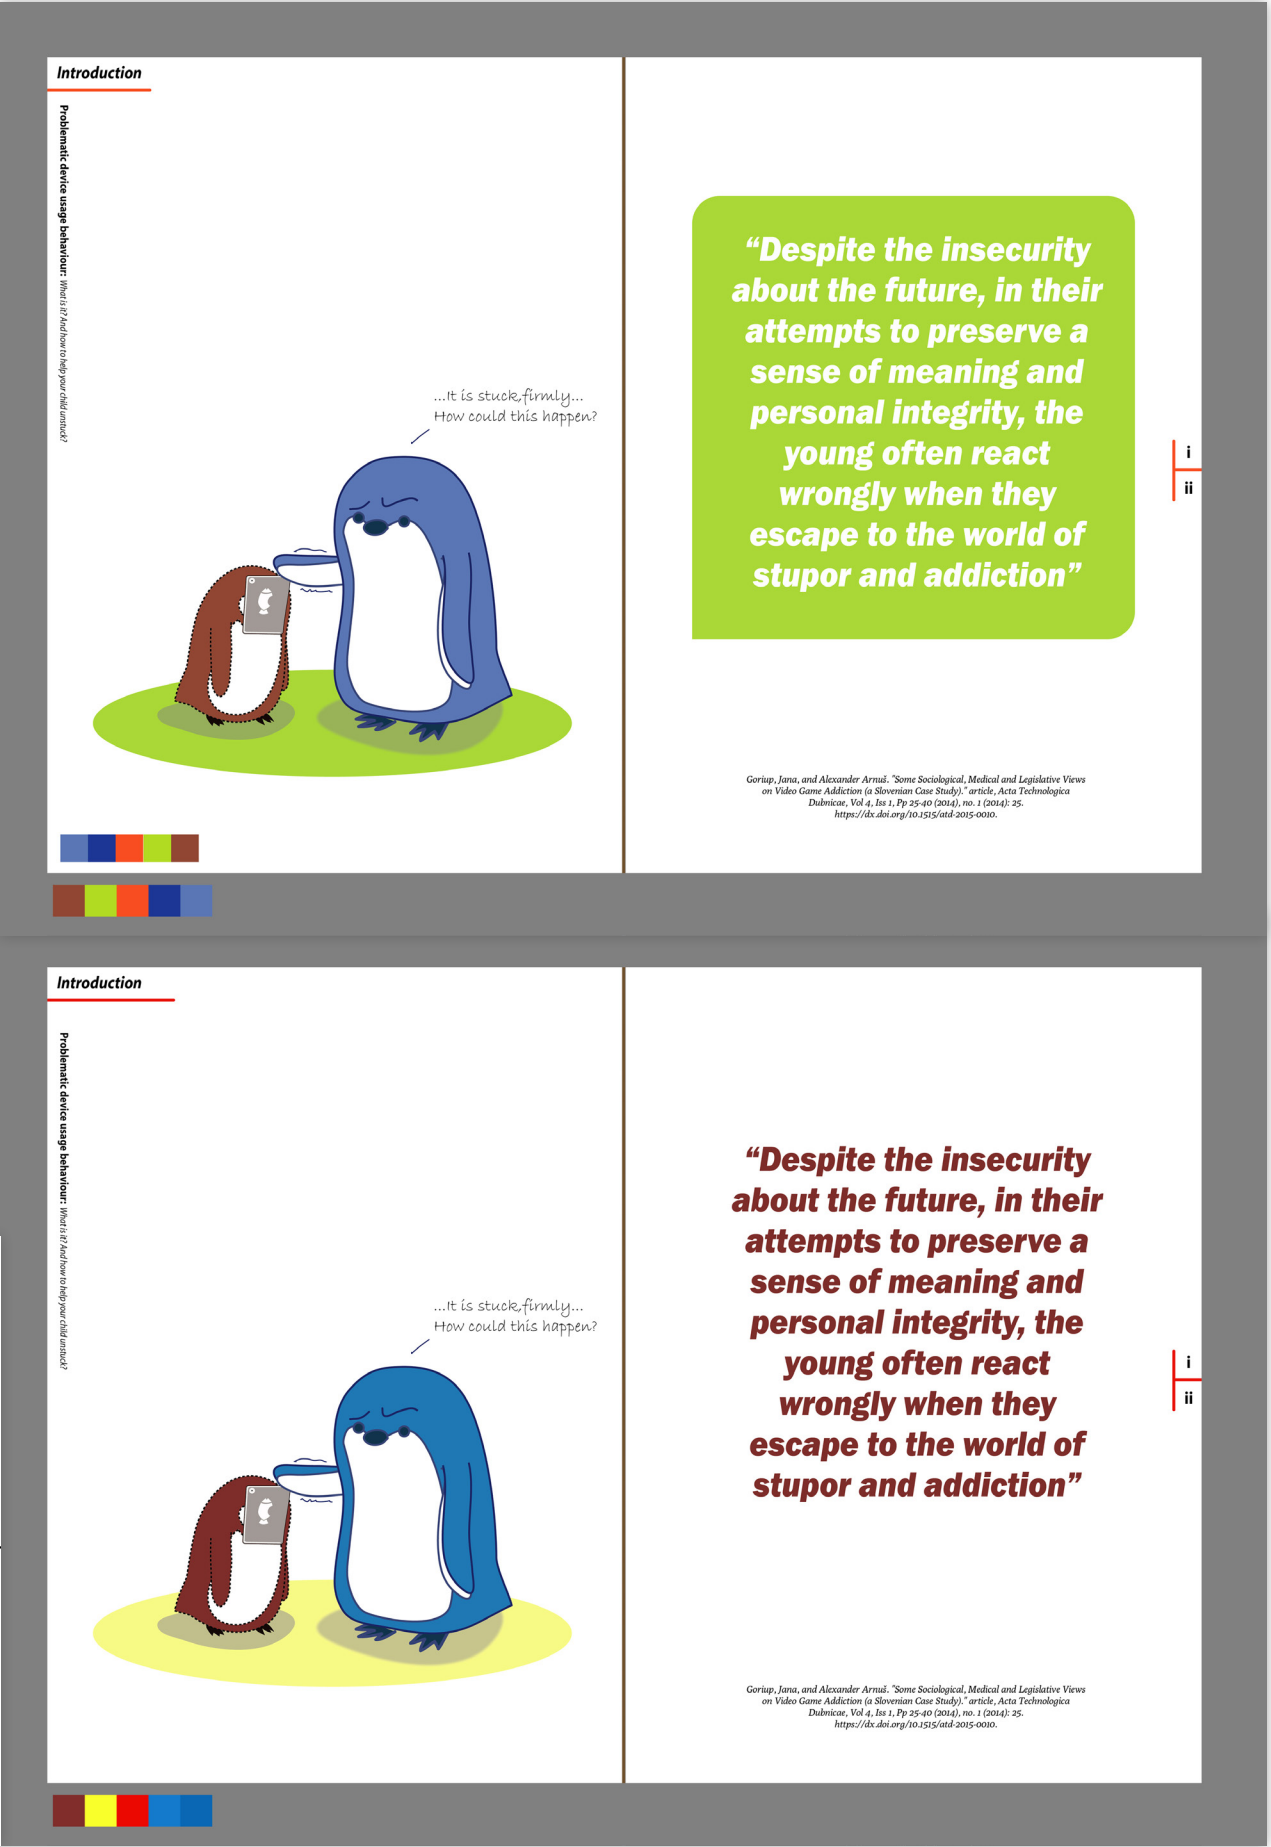 Introduction
Problematic device usage behaviour: What is it? And how to help your child unstuck?
...It is stuck,firmly...
How could this happen?
“Despite the insecurity
about the future, in their
attempts to preserve a
sense of meaning and
personal integrity, the
young often react
wrongly when they
escape to the world of
stupor and addiction”
i
ii
Goriup, Jana, and Alexander Arnuš. "Some Sociological, Medical and Legislative Views
on Video Game Addiction (a Slovenian Case Study)." article, Acta Technologica
Dubnicae, Vol 4, Iss 1, Pp 25-40 (2014), no. 1 (2014): 25.
https://dx.doi.org/10.1515/atd-2015-0010.
Introduction
Problematic device usage behaviour: What is it? And how to help your child unstuck?
...It is stuck,firmly...
How could this happen?
“Despite the insecurity
about the future, in their
attempts to preserve a
sense of meaning and
personal integrity, the
young often react
wrongly when they
escape to the world of
stupor and addiction”
i
ii
Goriup, Jana, and Alexander Arnuš. "Some Sociological, Medical and Legislative Views
on Video Game Addiction (a Slovenian Case Study)." article, Acta Technologica
Dubnicae, Vol 4, Iss 1, Pp 25-40 (2014), no. 1 (2014): 25.
https://dx.doi.org/10.1515/atd-2015-0010.